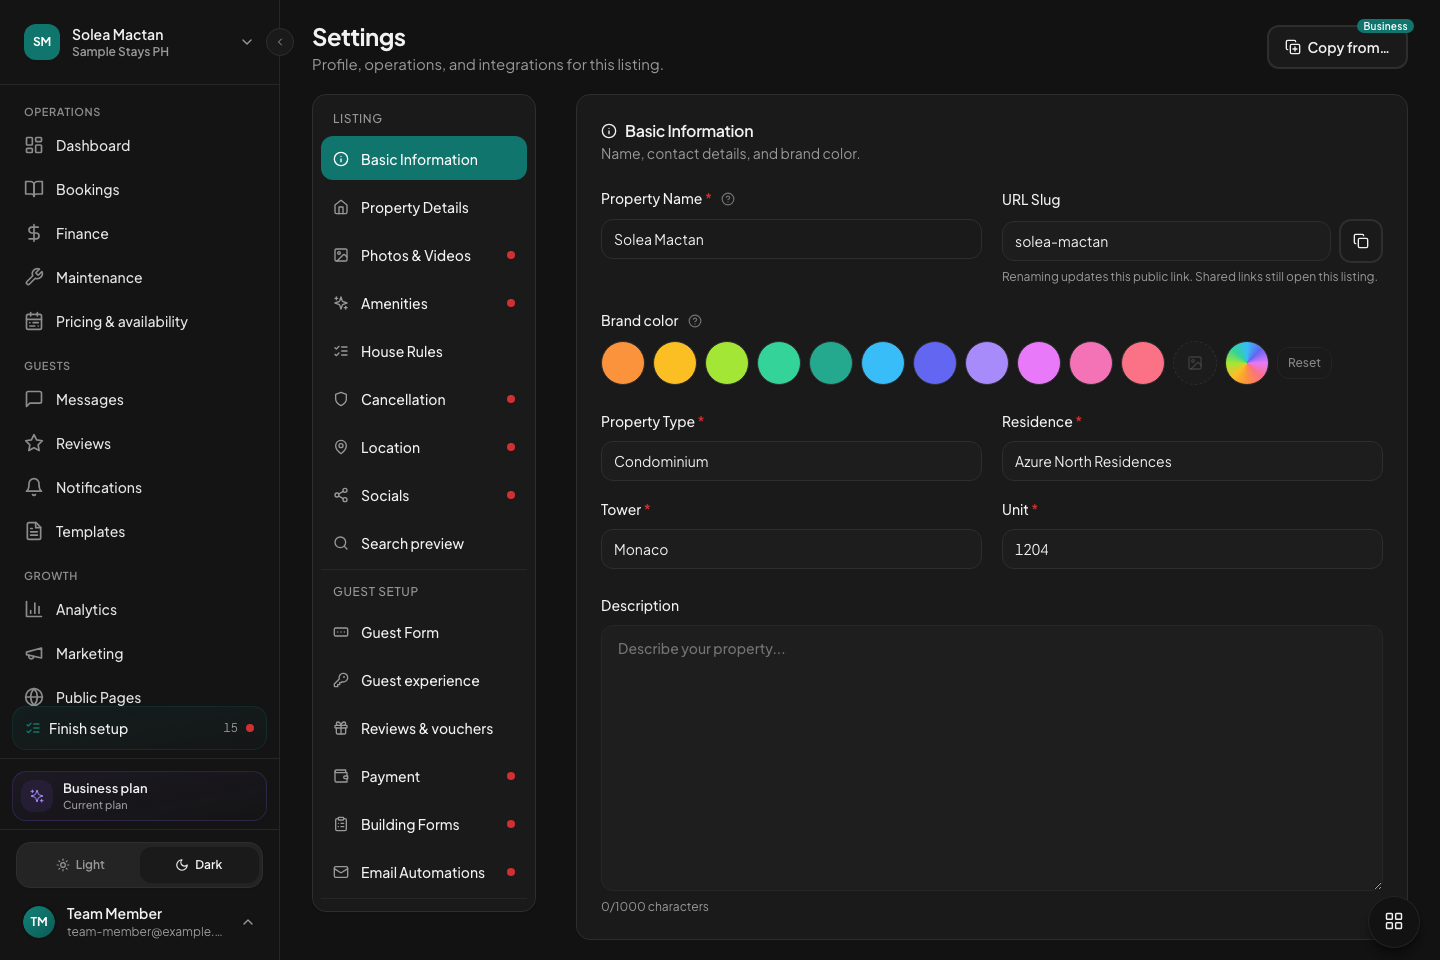 SM
Solea Mactan
Sample Stays PH
OPERATIONS
Dashboard
Bookings
Finance
Maintenance
Pricing & availability
GUESTS
Messages
Reviews
Notifications
Templates
GROWTH
Analytics
Marketing
Public Pages
Finish setup 15
Business plan
Current plan
Light Dark
TM
Team Member
team-member@example....
Settings
Profile, operations, and integrations for this listing.
Business
Copy from...
LISTING
Basic Information
Property Details
Photos & Videos
Amenities
House Rules
Cancellation
Location
Socials
Search preview
GUEST SETUP
Guest Form
Guest experience
Reviews & vouchers
Payment
Building Forms
Email Automations
Basic Information
Name, contact details, and brand color.
Property Name *
Solea Mactan
URL Slug
solea-mactan
Renaming updates this public link. Shared links still open this listing.
Brand color
Reset
Property Type *
Condominium
Residence *
Azure North Residences
Tower *
Monaco
Unit *
1204
Description
Describe your property...
0/1000 characters